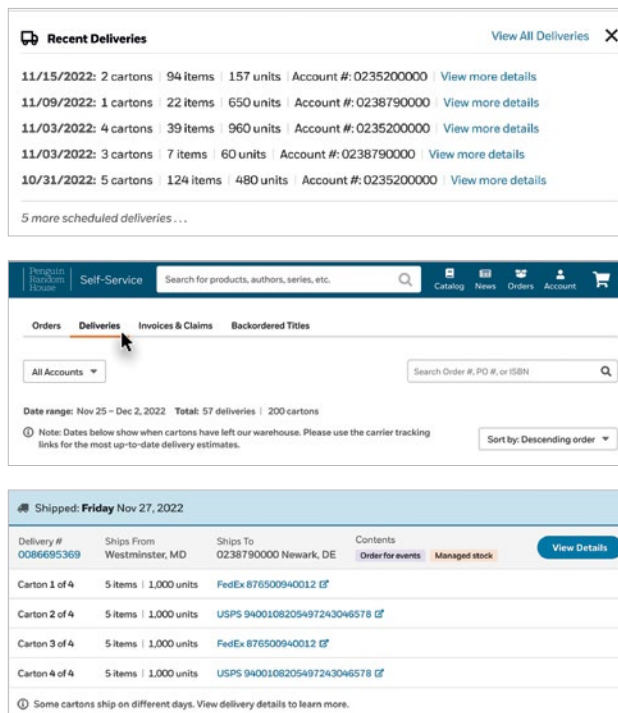 Recent Deliveries View All Deliveries
11/15/2022: 2 cartons | 94 items | 157 units | Account #: 0235200000 | View more details
11/09/2022: 1 cartons | 22 items | 650 units | Account #: 0238790000 | View more details
11/03/2022: 4 cartons | 39 items | 960 units | Account #: 0235200000 | View more details
11/03/2022: 3 cartons | 7 items | 60 units | Account #: 0238790000 | View more details
10/31/2022: 5 cartons | 124 items | 480 units | Account #: 0235200000 | View more details
5 more scheduled deliveries . . .
Penguin
Random
House
Self-Service Search for products, authors, series, etc. Catalog News Orders Account
Orders Deliveries Invoices & Claims Backordered Titles
All Accounts Search Order #, PO #, or ISBN
Date range: Nov 25 – Dec 2, 2022 Total: 57 deliveries | 200 cartons
Note: Dates below show when cartons have left our warehouse. Please use the carrier tracking
links for the most up-to-date delivery estimates.
Sort by: Descending order
Shipped: Friday Nov 27, 2022
Delivery # Ships From Ships To Contents
0086695369 Westminster, MD 0238790000 Newark, DE Order for events Managed stock View Details
Carton 1 of 4 5 items | 1,000 units FedEx 876500940012
Carton 2 of 4 5 items | 1,000 units USPS 9400108205497243046578
Carton 3 of 4 5 items | 1,000 units FedEx 876500940012
Carton 4 of 4 5 items | 1,000 units USPS 9400108205497243046578
Some cartons ship on different days. View delivery details to learn more.